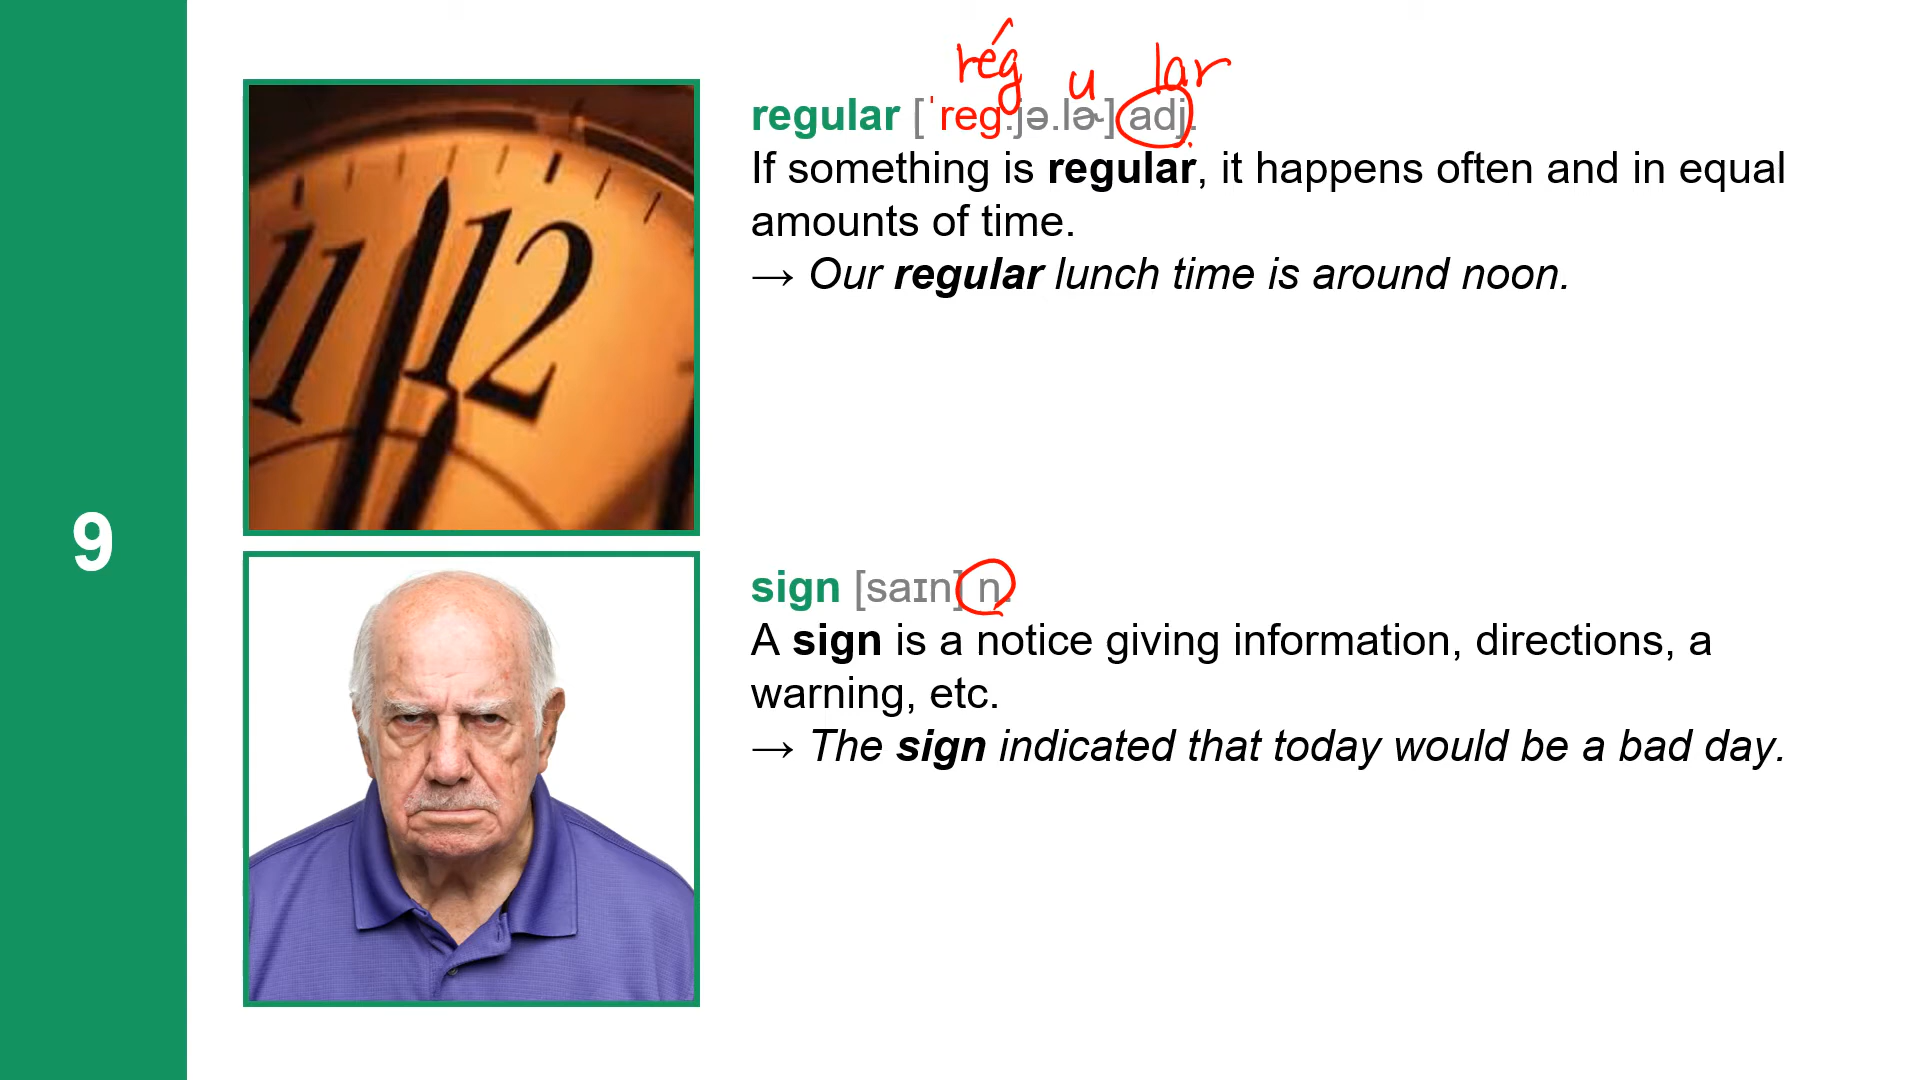 rég u lar
regular [ˈreg.jə.lɚ] adj.
If something is regular, it happens often and in equal
amounts of time.
→ Our regular lunch time is around noon.
11 12
9
sign [saɪn] n.
A sign is a notice giving information, directions, a
warning, etc.
→ The sign indicated that today would be a bad day.